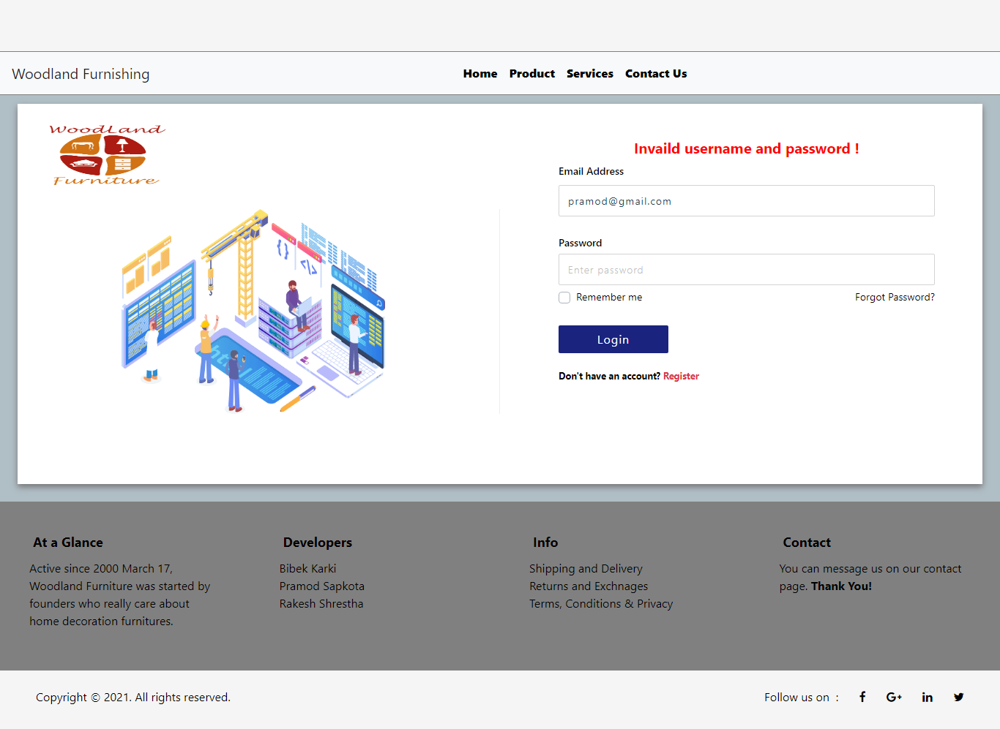 Woodland Furnishing
Home Product Services Contact Us
WoodLand
Furniture
Invaild username and password !
Email Address
pramod@gmail.com
Password
Enter password
Remember me
Forgot Password?
Login
Don't have an account? Register
html
</>
{}
At a Glance
Active since 2000 March 17,
Woodland Furniture was started by
founders who really care about
home decoration furnitures.
Developers
Bibek Karki
Pramod Sapkota
Rakesh Shrestha
Info
Shipping and Delivery
Returns and Exchnages
Terms, Conditions & Privacy
Contact
You can message us on our contact
page. Thank You!
Copyright © 2021. All rights reserved.
Follow us on :